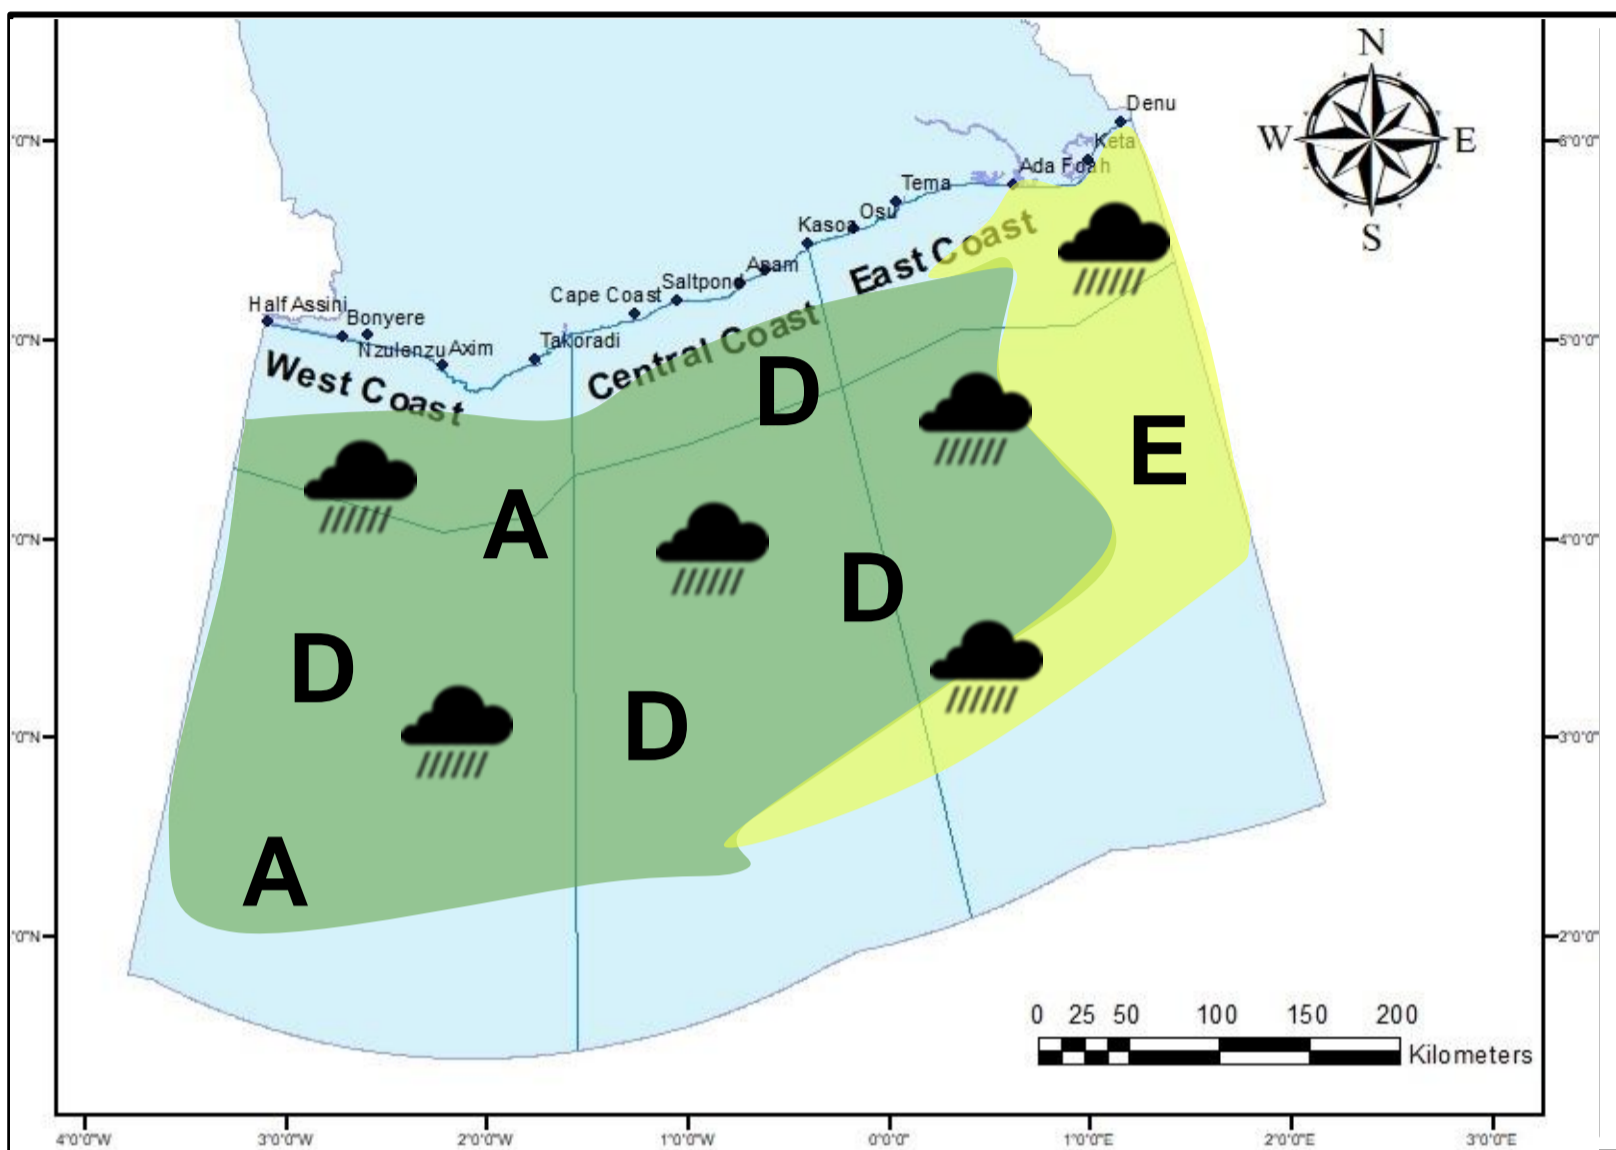 N
W E
S
Denu
Keta
Ada Foah
Tema
Osu
Kasoa
Apam
Saltpond
Cape Coast
Takoradi
Half Assini
Bonyere
Nzulenzu
Axim
West Coast
Central Coast
East Coast
D
A
D
D
D
A
E
6°0'0"
5°0'0"
4°0'0"
3°0'0"
2°0'0"
0 25 50 100 150 200
Kilometers
4°0'0"W 3°0'0"W 2°0'0"W 1°0'0"W 0°0'0" 1°0'0"E 2°0'0"E 3°0'0"E